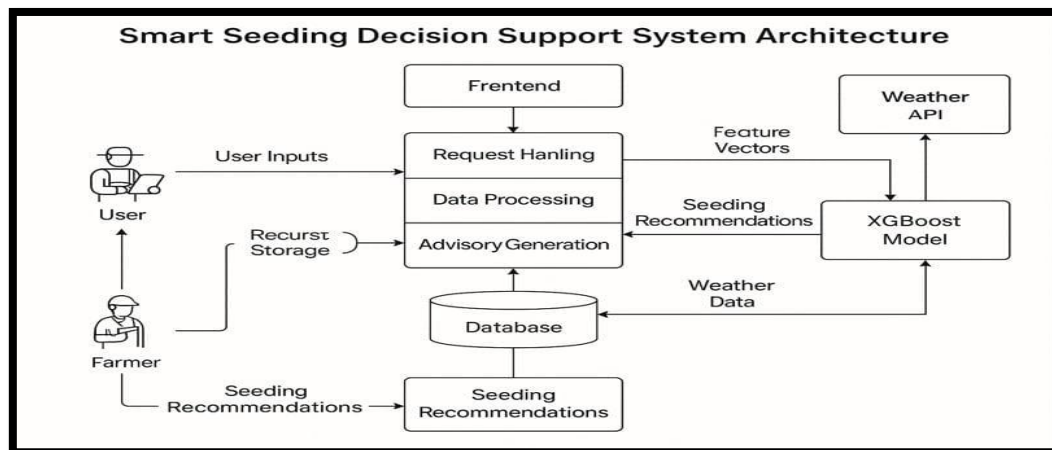 Smart Seeding Decision Support System Architecture
Frentend
Weather
API
User Inputs
Request Hanling
Feature
Vectors
User
Data Processing
Seeding
Recommendations
XGBoost
Model
Recursт
Storage
Advisory Generation
Weather
Data
Database
Farmer
Seeding
Recommendations
Seeding
Recommendations